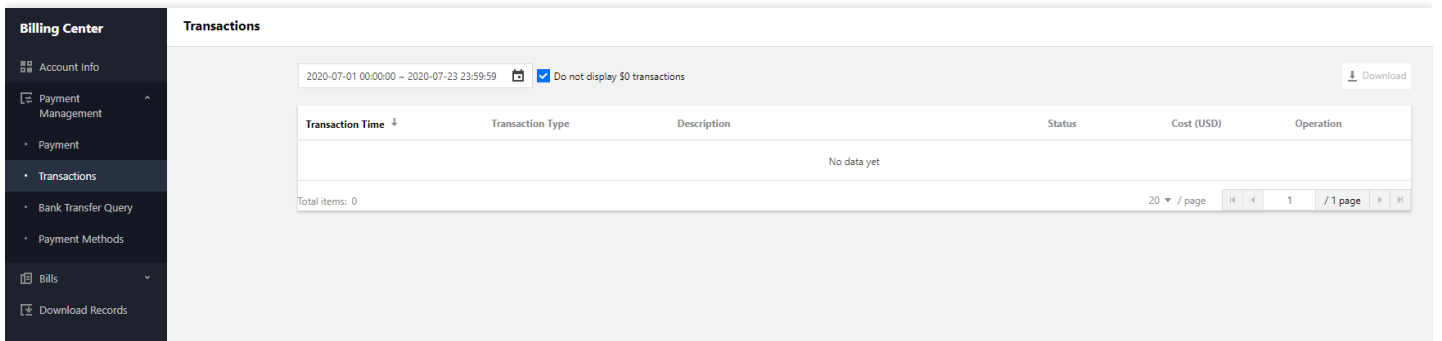 Billing Center
Transactions
Account Info
Payment
Management
Payment
Transactions
Bank Transfer Query
Payment Methods
Bills
Download Records
2020-07-01 00:00:00 ~ 2020-07-23 23:59:59 Do not display $0 transactions Download
Transaction Time Transaction Type Description Status Cost (USD) Operation
No data yet
Total items: 0 20 / page 1 / 1 page